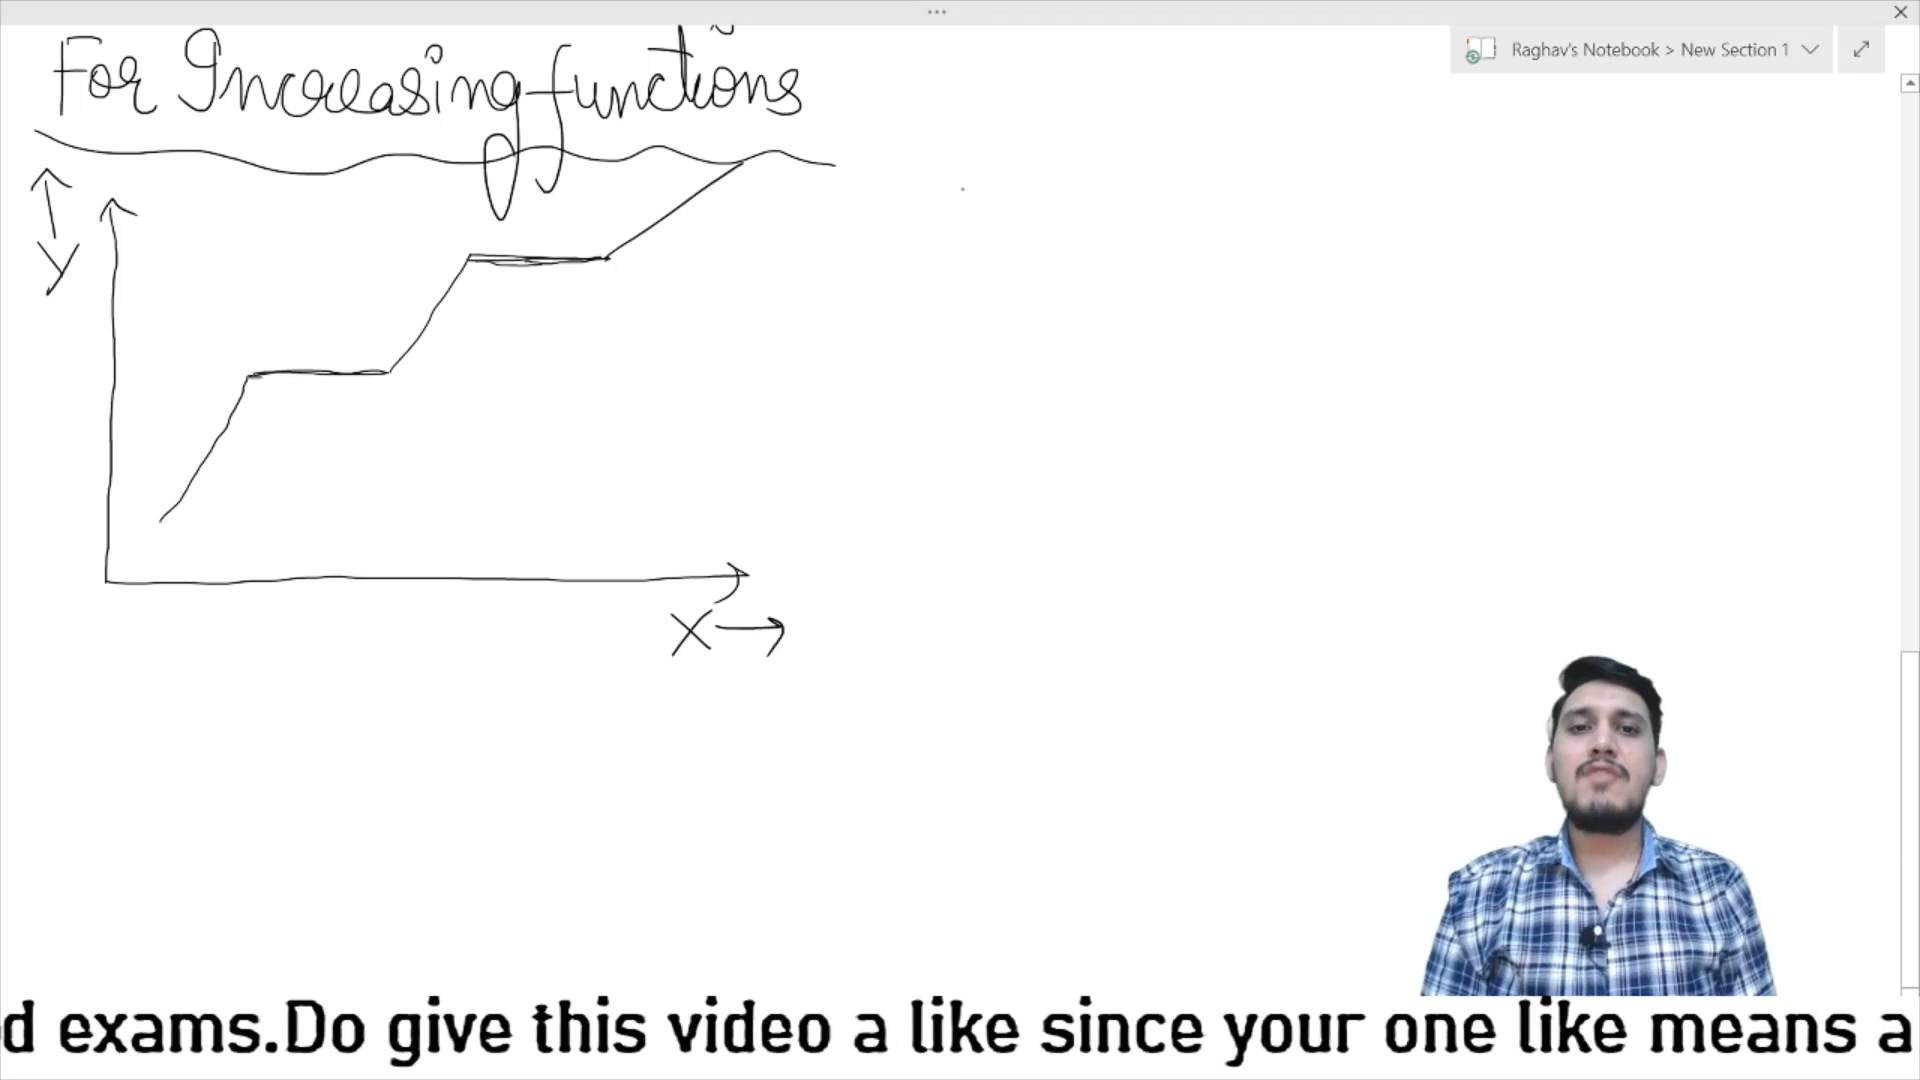 For Increasing functions
Raghav's Notebook > New Section 1
y
X
d exams.Do give this video a like since your one like means a